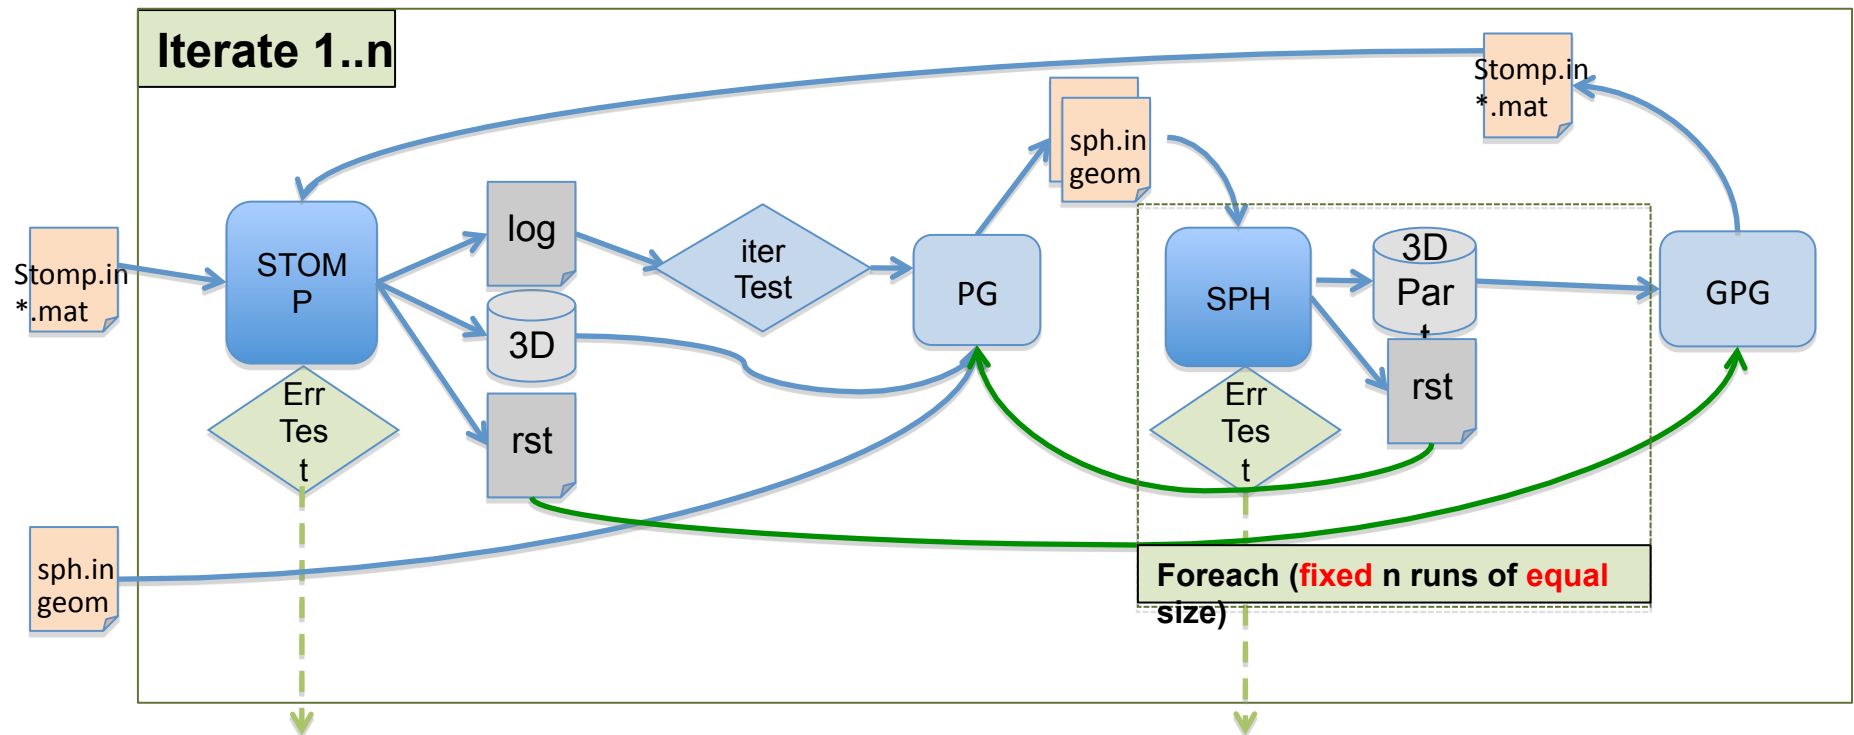 Iterate 1..n
Stomp.in
*.mat
sph.in
geom
Stomp.in
*.mat
STOM
P
log
3D
rst
iter
Test
PG
SPH
3D
Par
t
rst
GPG
Err
Tes
t
Err
Tes
t
sph.in
geom
Foreach (fixed n runs of equal
size)